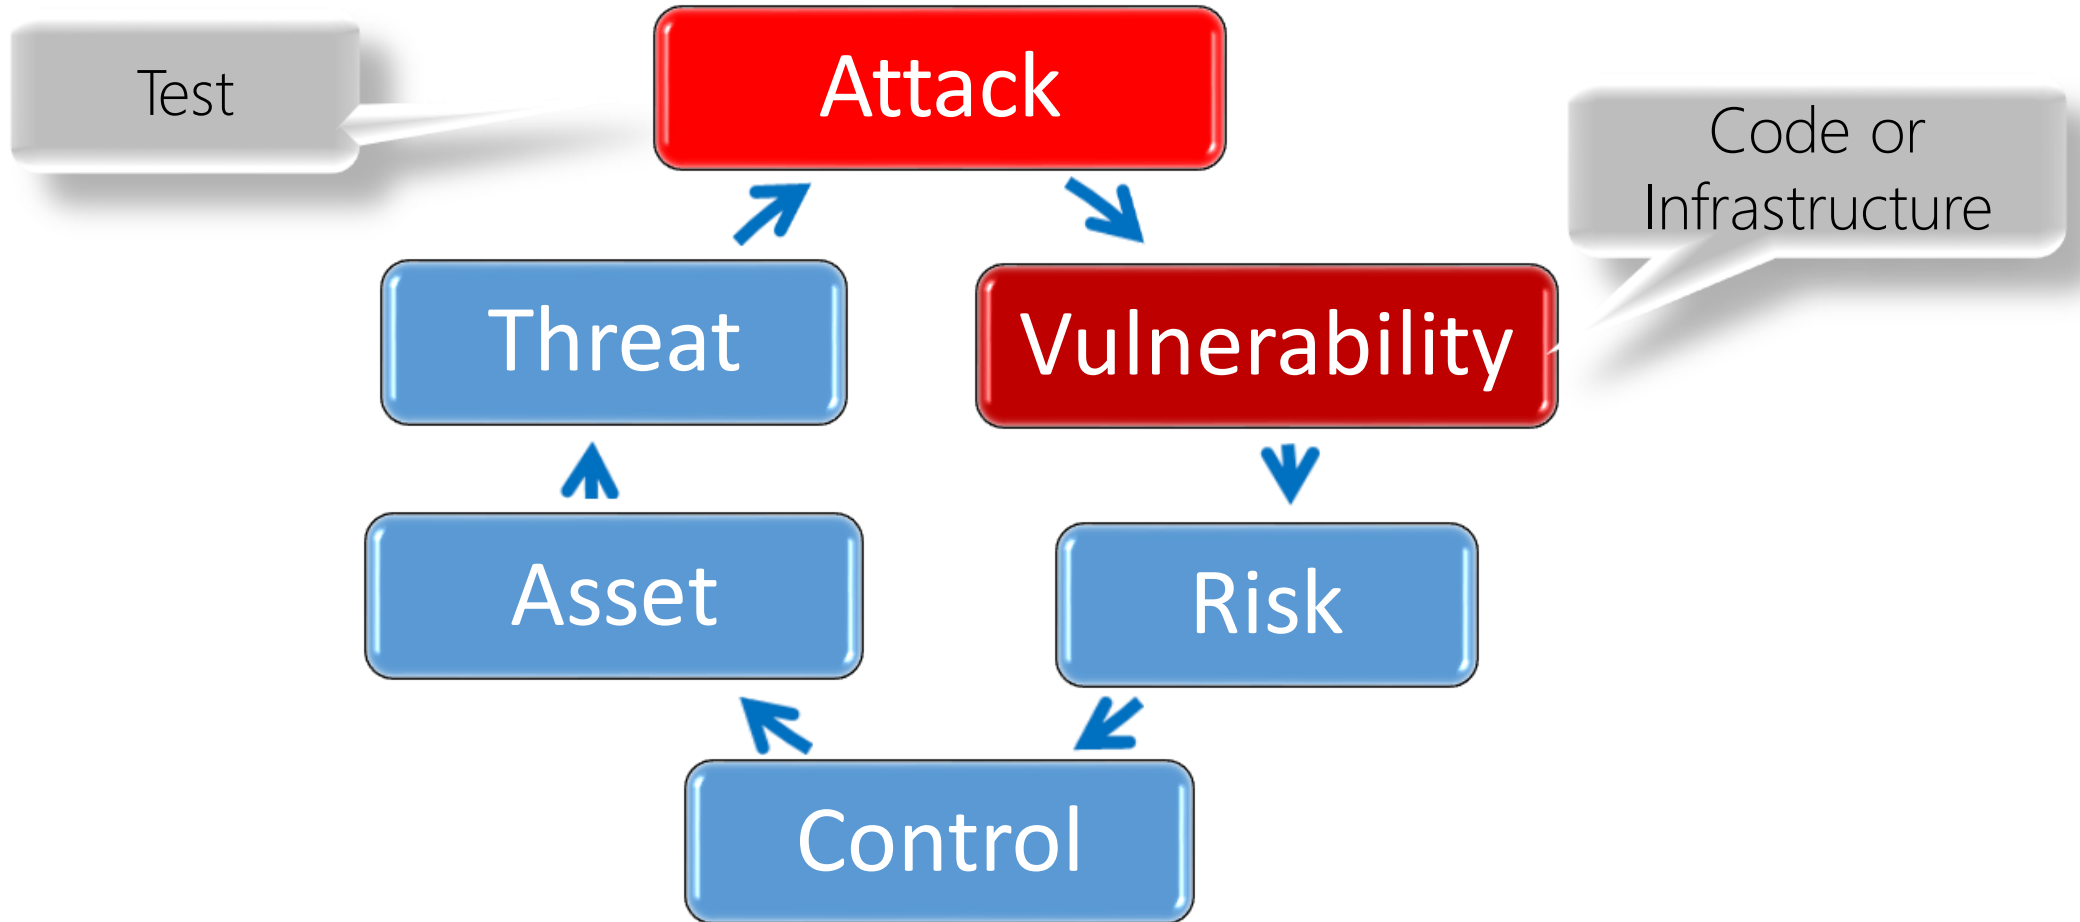 Test
Attack
Code or
Infrastructure
Threat
Vulnerability
Asset
Risk
Control